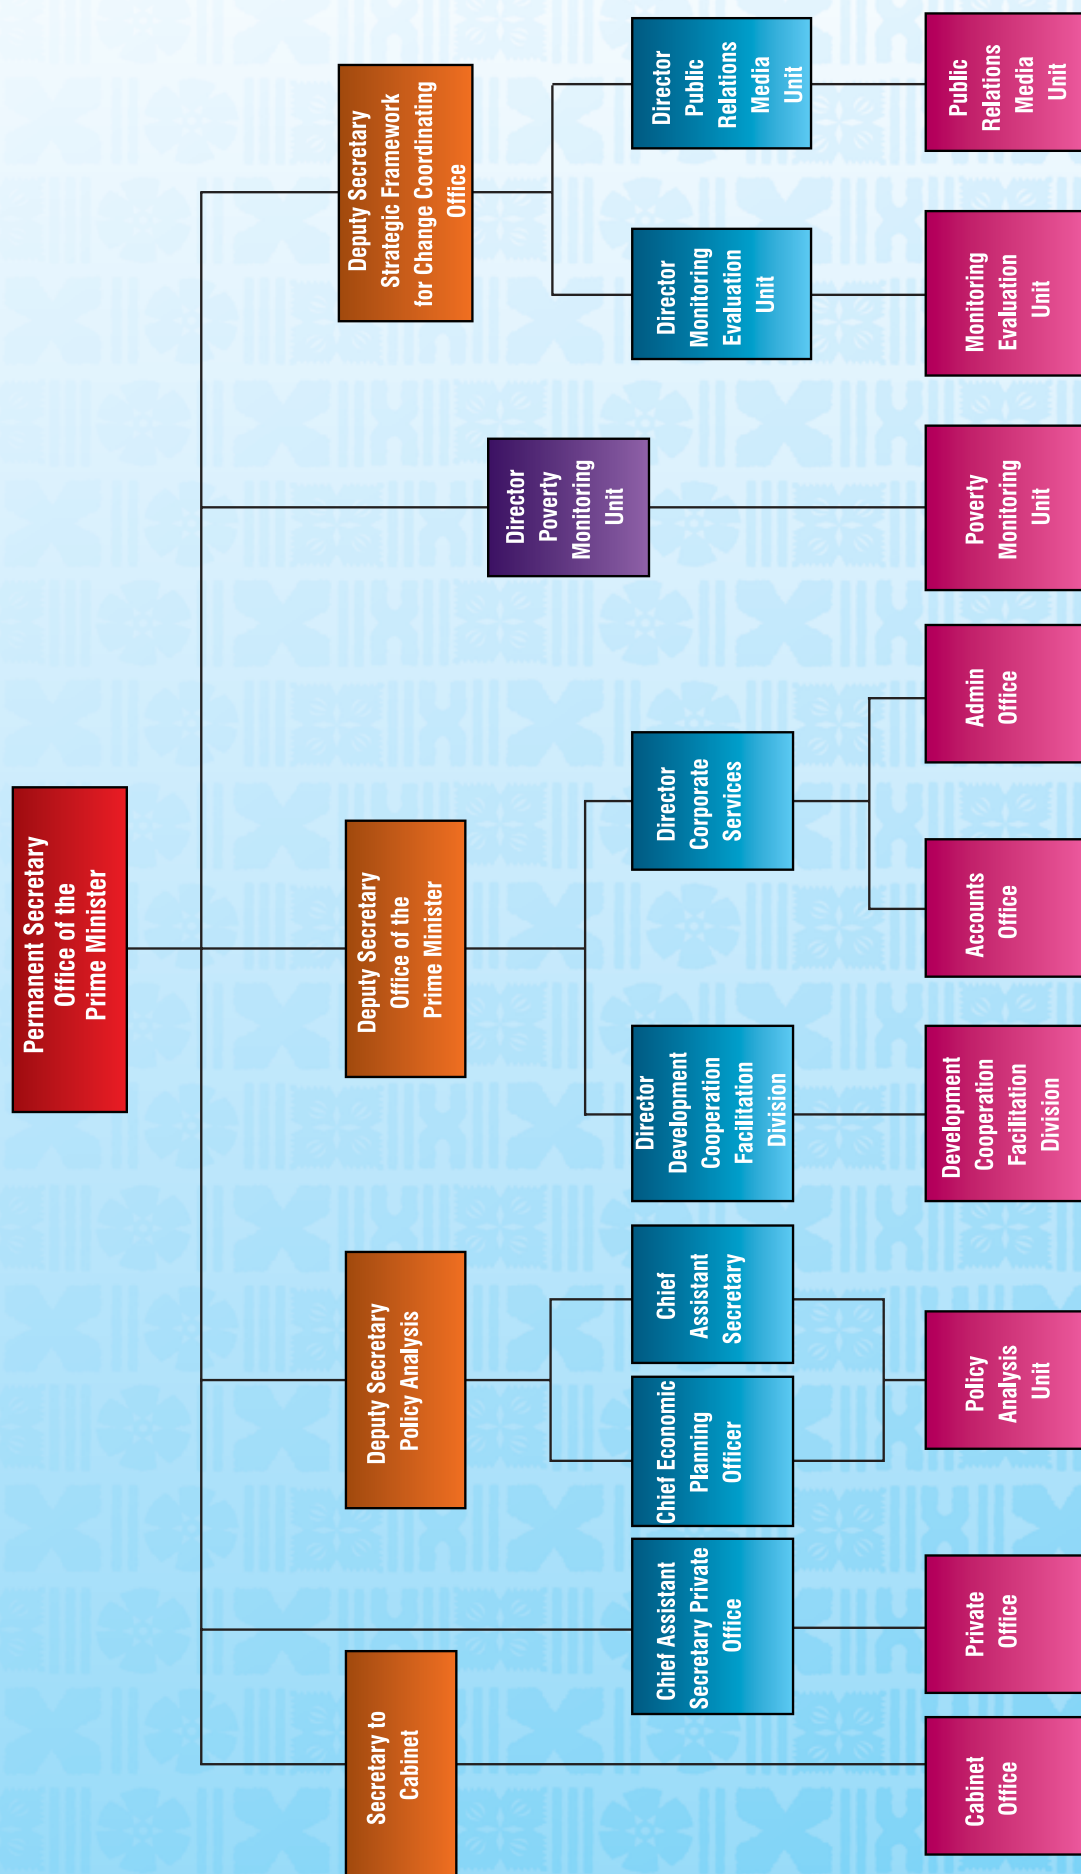 Permanent Secretary
Office of the
Prime Minister
Secretary to
Cabinet
Deputy Secretary
Policy Analysis
Deputy Secretary
Office of the
Prime Minister
Deputy Secretary
Strategic Framework
for Change Coordinating
Office
Director
Poverty
Monitoring
Unit
Chief Assistant
Secretary Private
Office
Chief Economic
Planning
Officer
Chief
Assistant
Secretary
Director
Development
Cooperation
Facilitation
Division
Director
Corporate
Services
Director
Monitoring
Evaluation
Unit
Director
Public
Relations
Media
Unit
Cabinet
Office
Private
Office
Policy
Analysis
Unit
Development
Cooperation
Facilitation
Division
Accounts
Office
Admin
Office
Poverty
Monitoring
Unit
Monitoring
Evaluation
Unit
Public
Relations
Media
Unit